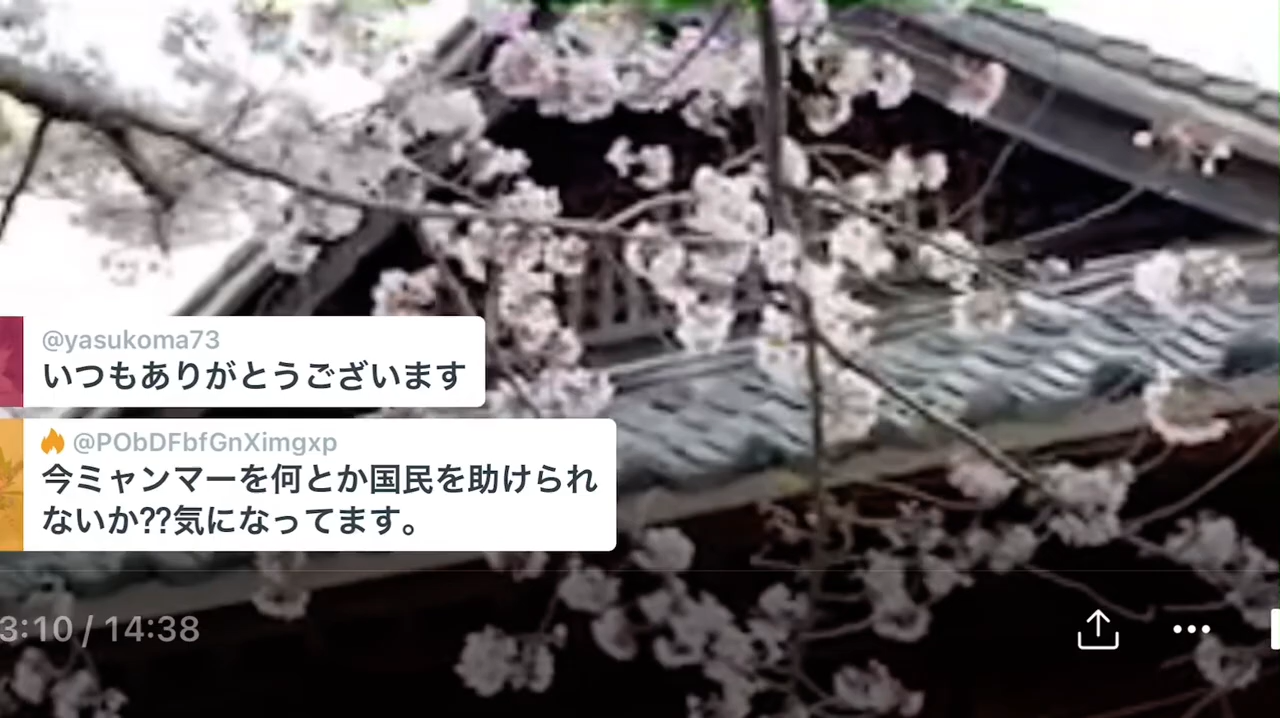 @yasukoma73
いつもありがとうございます
🔥 @PObDFbfGnXimgxp
今ミャンマーを何とか国民を助けられ
ないか??気になってます。
3:10 / 14:38